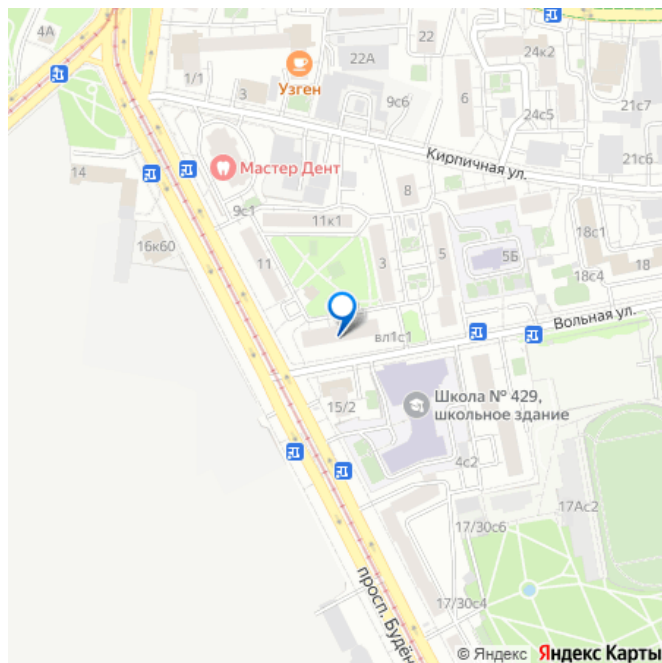 4А
22
24к2
22А
Узген
1/1
3
9с6
6
21с7
24с5
Кирпичная ул.
21с6
14
Мастер Дент
8
9с1
11к1
16к60
11
3
5
5Б
18с1
18
18с4
Вольная ул.
вл1с1
15/2
Школа № 429,
школьное здание
4с2
17Ас2
17/30с6
17/30с4
просп. Будён
© Яндекс Яндекс Карты